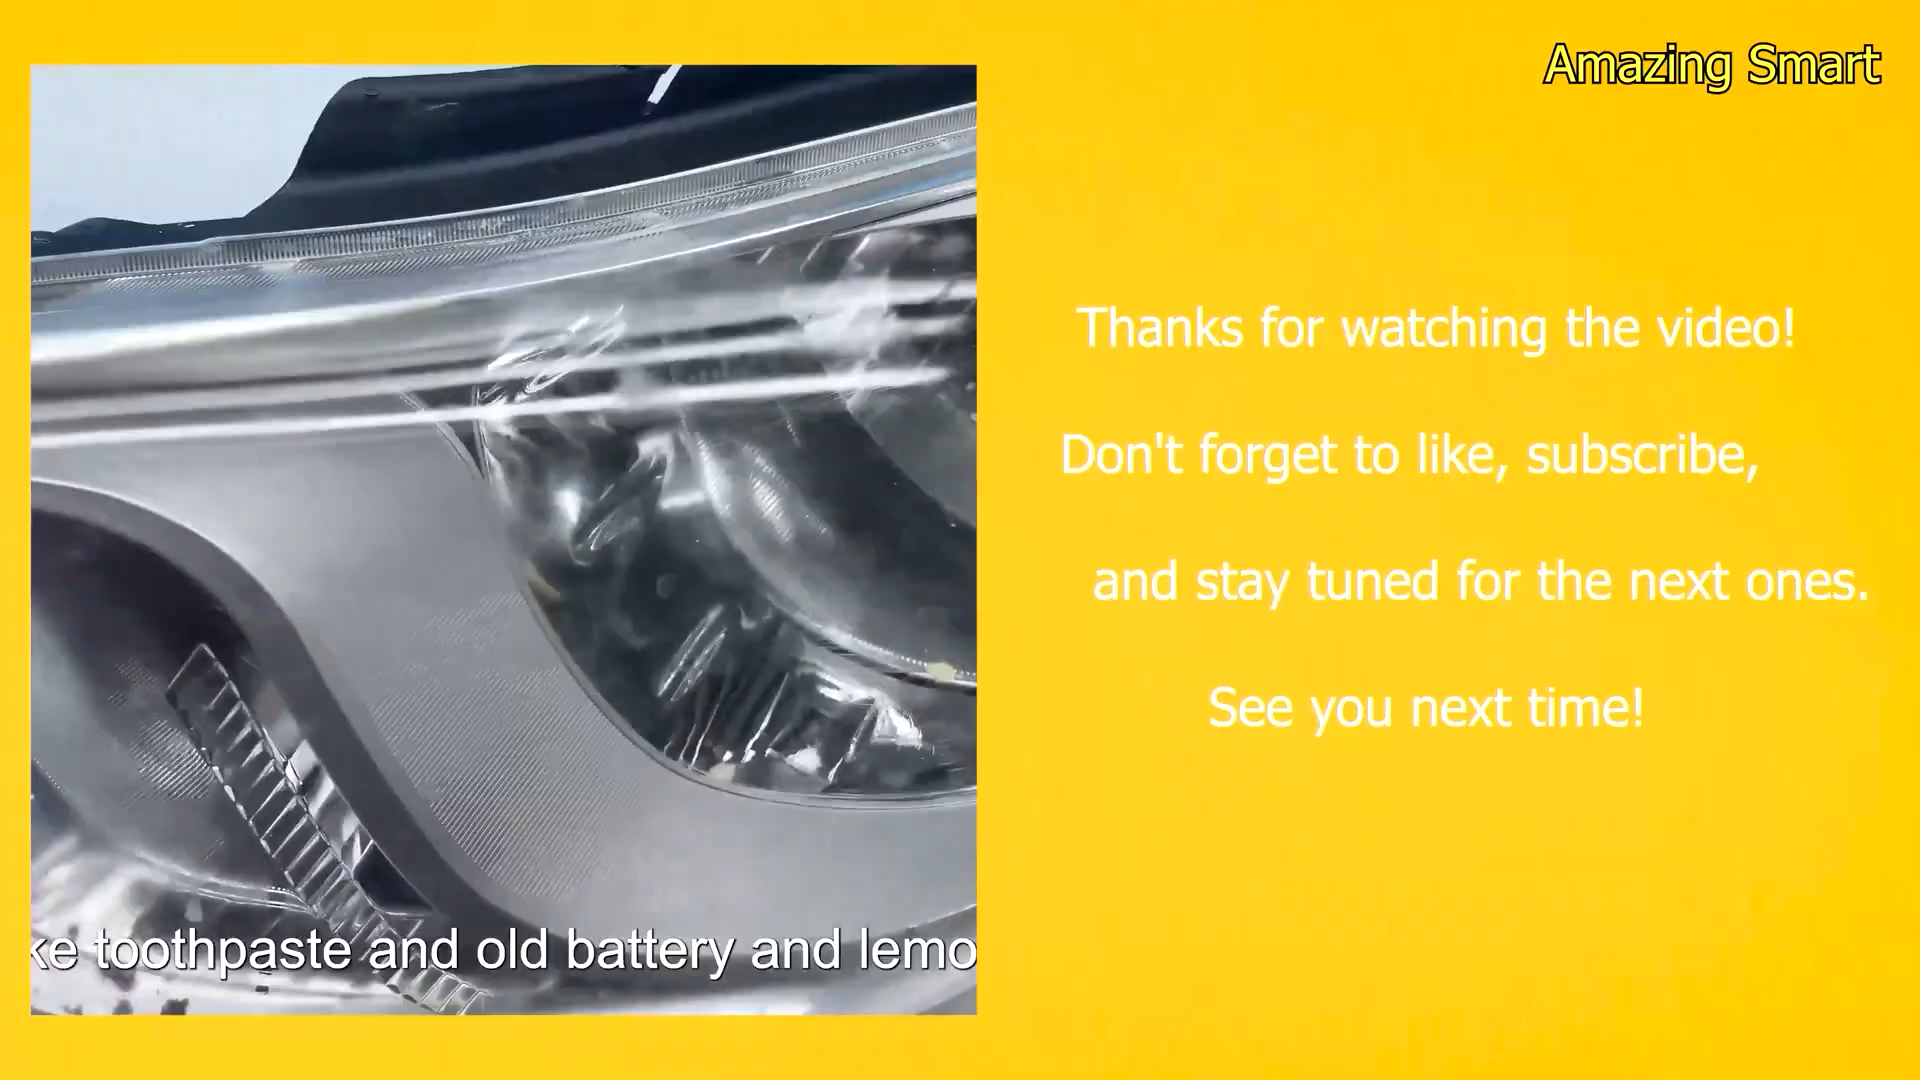 Amazing Smart
Thanks for watching the video!
Don't forget to like, subscribe,
and stay tuned for the next ones.
See you next time!
toothpaste and old battery and